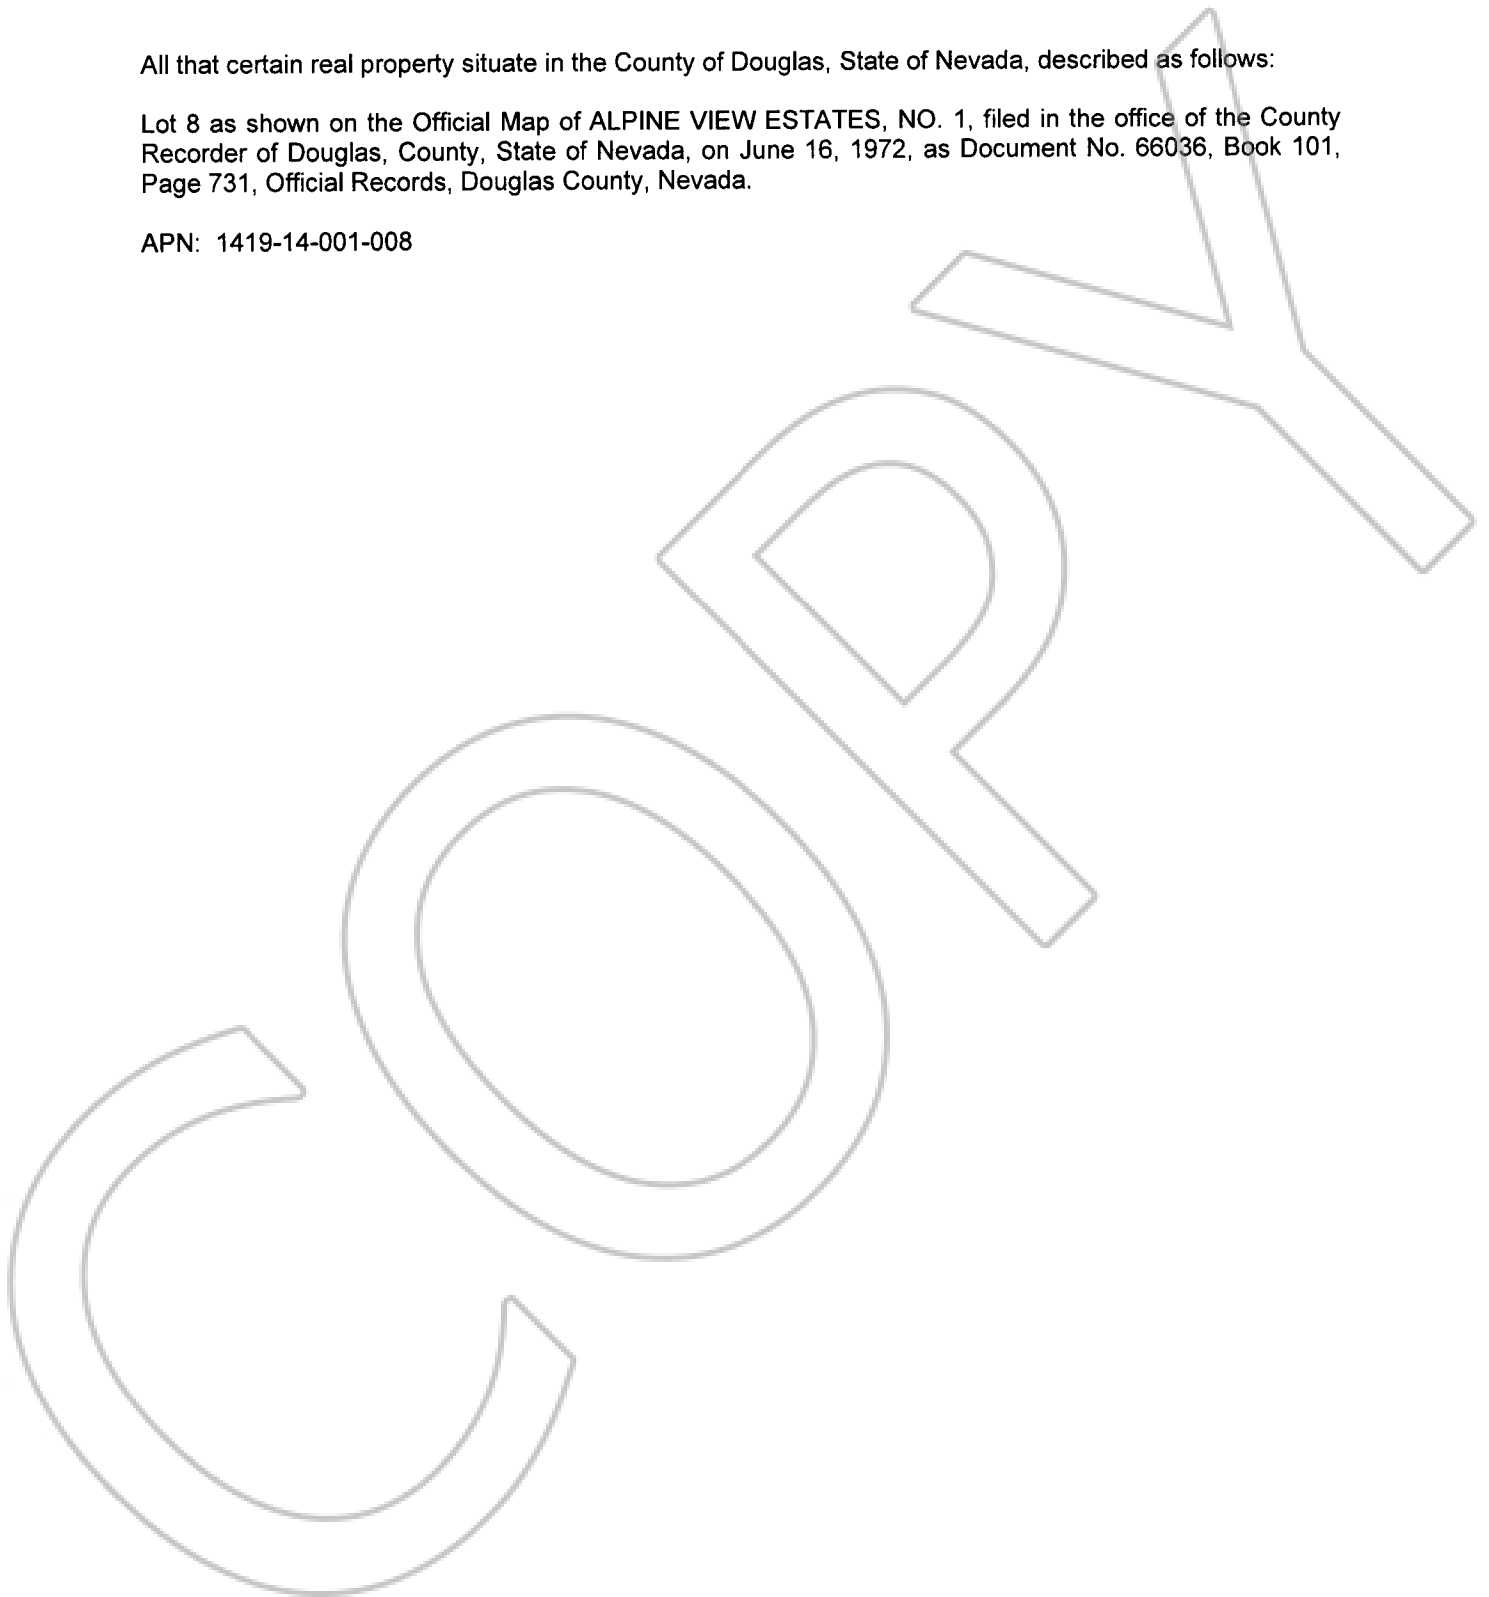 All that certain real property situate in the County of Douglas, State of Nevada, described as follows:
Lot 8 as shown on the Official Map of ALPINE VIEW ESTATES, NO. 1, filed in the office of the County
Recorder of Douglas, County, State of Nevada, on June 16, 1972, as Document No. 66036, Book 101,
Page 731, Official Records, Douglas County, Nevada.
APN: 1419-14-001-008
COPY